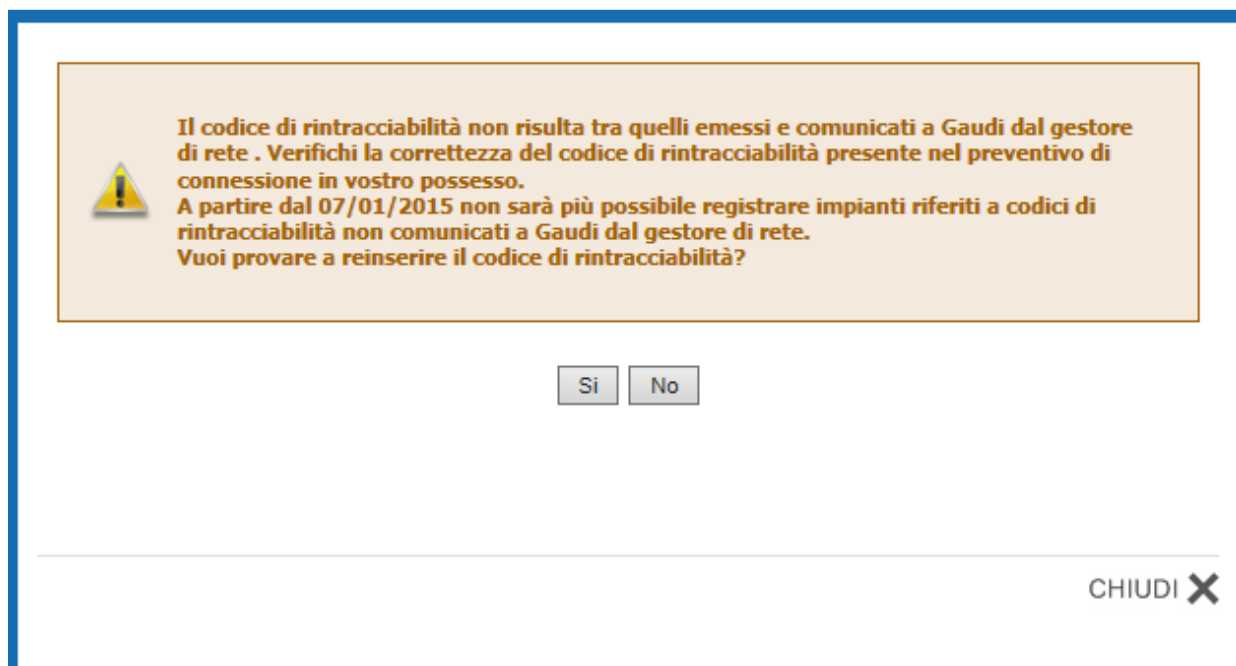 Il codice di rintracciabilità non risulta tra quelli emessi e comunicati a Gaudi dal gestore
di rete . Verifichi la correttezza del codice di rintracciabilità presente nel preventivo di
connessione in vostro possesso.
A partire dal 07/01/2015 non sarà più possibile registrare impianti riferiti a codici di
rintracciabilità non comunicati a Gaudi dal gestore di rete.
Vuoi provare a reinserire il codice di rintracciabilità?
Si No
CHIUDI